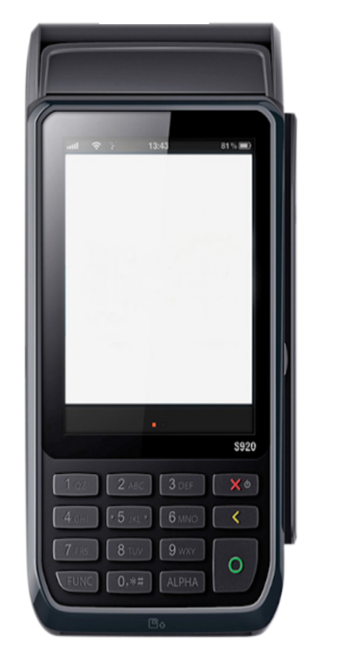 13:43 81%
S920
1
2 ABC 3 DEF
4 5 JKL 6 MNO
7 8 TUV 9 WXY
FUNC 0,*# ALPHA